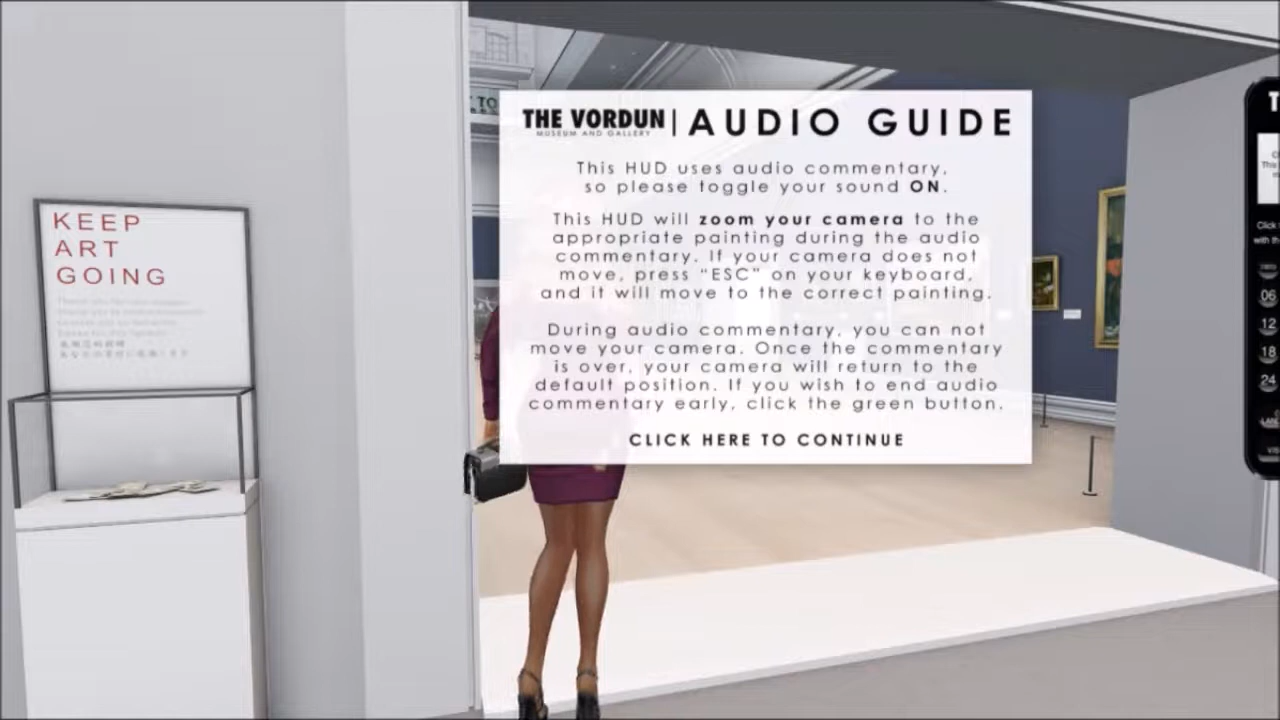 TO
THE VORDUN | AUDIO GUIDE
MUSEUM AND GALLERY
This HUD uses audio commentary,
so please toggle your sound ON.
This HUD will zoom your camera to the
appropriate painting during the audio
commentary. If your camera does not
move, press “ESC” on your keyboard,
and it will move to the correct painting.
During audio commentary, you can not
move your camera. Once the commentary
is over, your camera will return to the
default position. If you wish to end audio
commentary early, click the green button.
CLICK HERE TO CONTINUE
KEEP
ART
GOING
Click
06
12
18
24